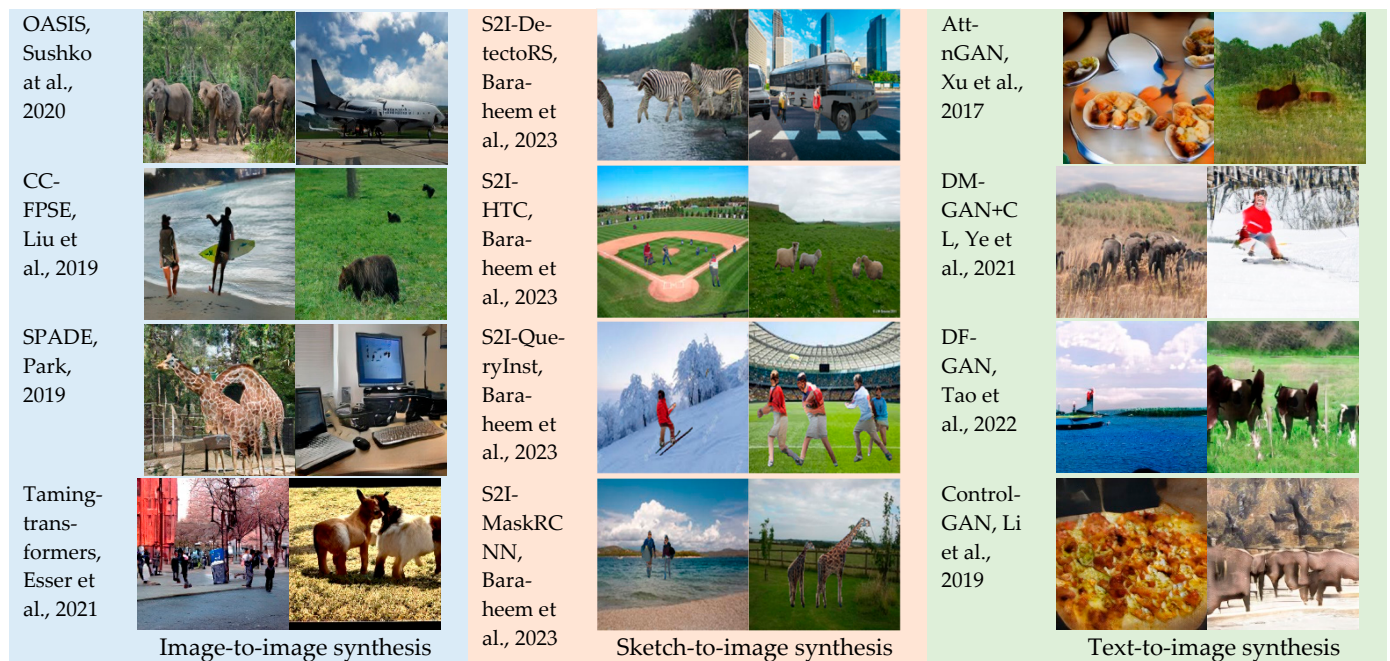 OASIS,
Sushko
at al.,
2020
CC-
FPSE,
Liu et
al., 2019
SPADE,
Park,
2019
Taming-
trans-
formers,
Esser et
al., 2021
Image-to-image synthesis
S2I-De-
tectoRS,
Bara-
heem et
al., 2023
S2I-
HTC,
Bara-
heem et
al., 2023
S2I-Que-
ryInst,
Bara-
heem et
al., 2023
S2I-
MaskRC
NN,
Bara-
heem et
al., 2023
Sketch-to-image synthesis
Att-
nGAN,
Xu et al.,
2017
DM-
GAN+C
L, Ye et
al., 2021
DF-
GAN,
Tao et
al., 2022
Control-
GAN, Li
et al.,
2019
Text-to-image synthesis